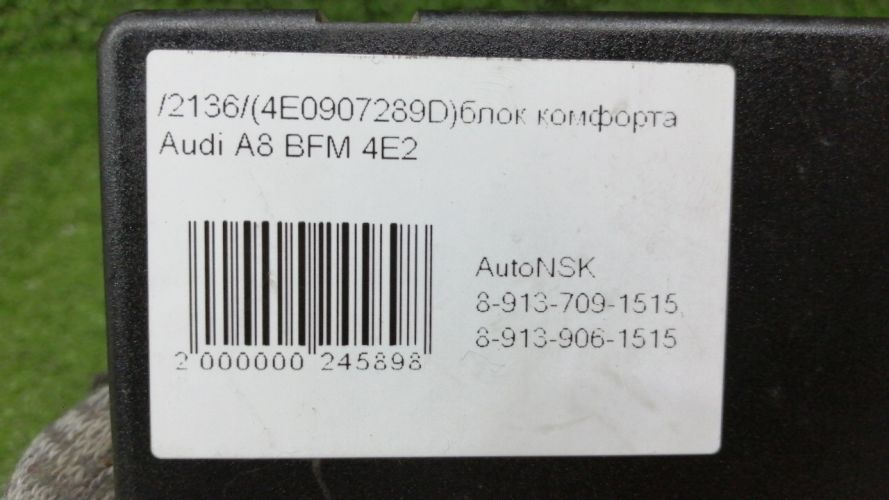 /2136/(4E0907289D)блок комфорта
Audi A8 BFM 4E2
AutoNSK
8-913-709-1515,
8-913-906-1515
2 000000 245898